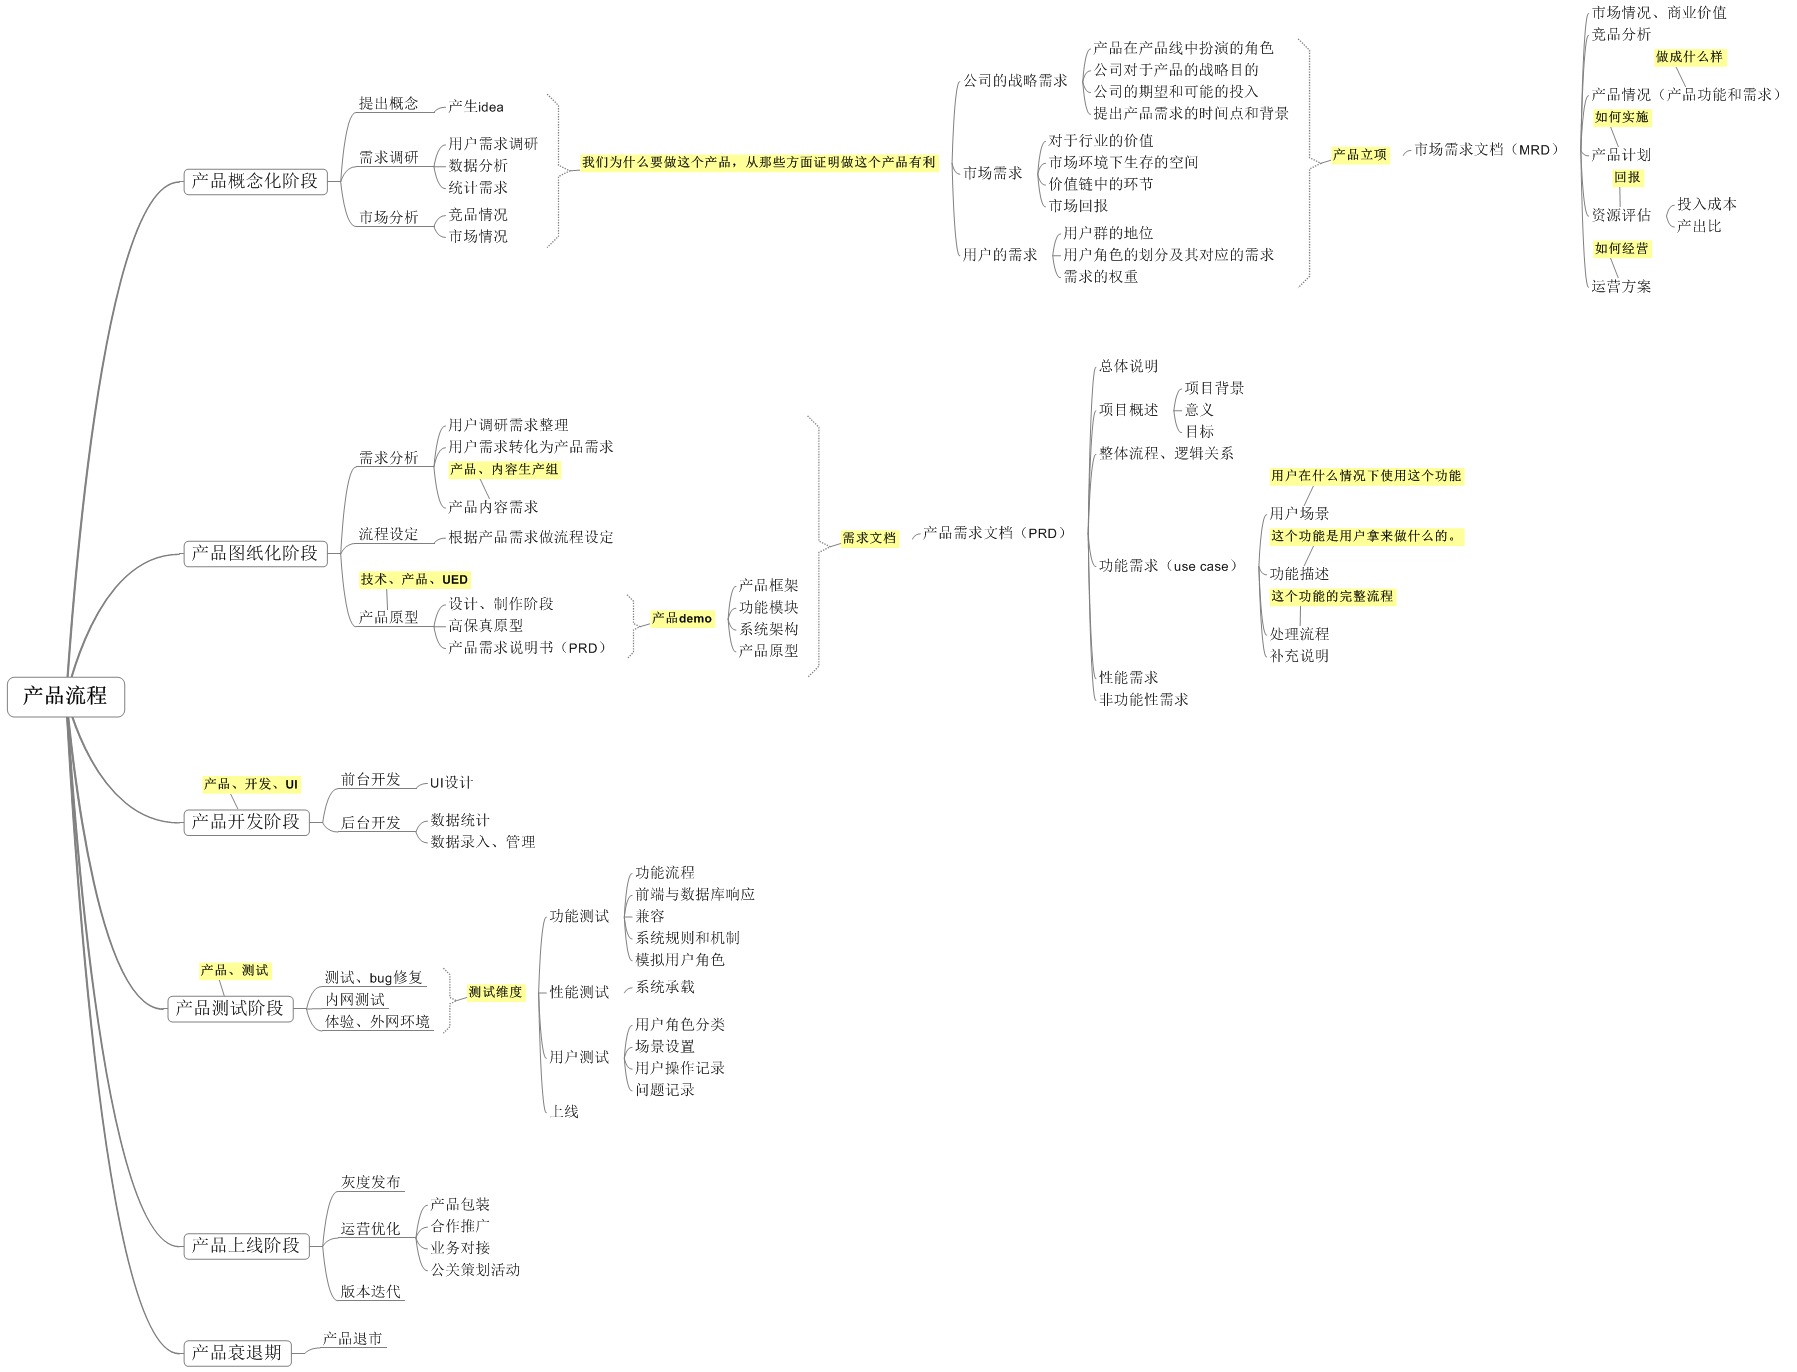 产品流程
产品概念化阶段
提出概念
产生idea
需求调研
用户需求调研
数据分析
统计需求
市场分析
竞品情况
市场情况
我们为什么要做这个产品，从那些方面证明做这个产品有利
公司的战略需求
产品在产品线中扮演的角色
公司对于产品的战略目的
公司的期望和可能的投入
提出产品需求的时间点和背景
市场需求
对于行业的价值
市场环境下生存的空间
价值链中的环节
市场回报
用户的需求
用户群的地位
用户角色的划分及其对应的需求
需求的权重
产品立项
市场需求文档（MRD）
市场情况、商业价值
竞品分析
做成什么样
产品情况（产品功能和需求）
如何实施
产品计划
回报
资源评估
投入成本
产出比
如何经营
运营方案
产品图纸化阶段
需求分析
用户调研需求整理
用户需求转化为产品需求
产品、内容生产组
产品内容需求
流程设定
根据产品需求做流程设定
技术、产品、UED
产品原型
设计、制作阶段
高保真原型
产品需求说明书（PRD）
产品demo
产品框架
功能模块
系统架构
产品原型
需求文档
产品需求文档（PRD）
总体说明
项目概述
项目背景
意义
目标
整体流程、逻辑关系
功能需求（use case）
用户在什么情况下使用这个功能
用户场景
这个功能是用户拿来做什么的。
功能描述
这个功能的完整流程
处理流程
补充说明
性能需求
非功能性需求
产品、开发、UI
产品开发阶段
前台开发
UI设计
后台开发
数据统计
数据录入、管理
产品、测试
产品测试阶段
测试、bug修复
内网测试
体验、外网环境
测试维度
功能测试
功能流程
前端与数据库响应
兼容
系统规则和机制
模拟用户角色
性能测试
系统承载
用户测试
用户角色分类
场景设置
用户操作记录
问题记录
上线
产品上线阶段
灰度发布
运营优化
产品包装
合作推广
业务对接
公关策划活动
版本迭代
产品衰退期
产品退市